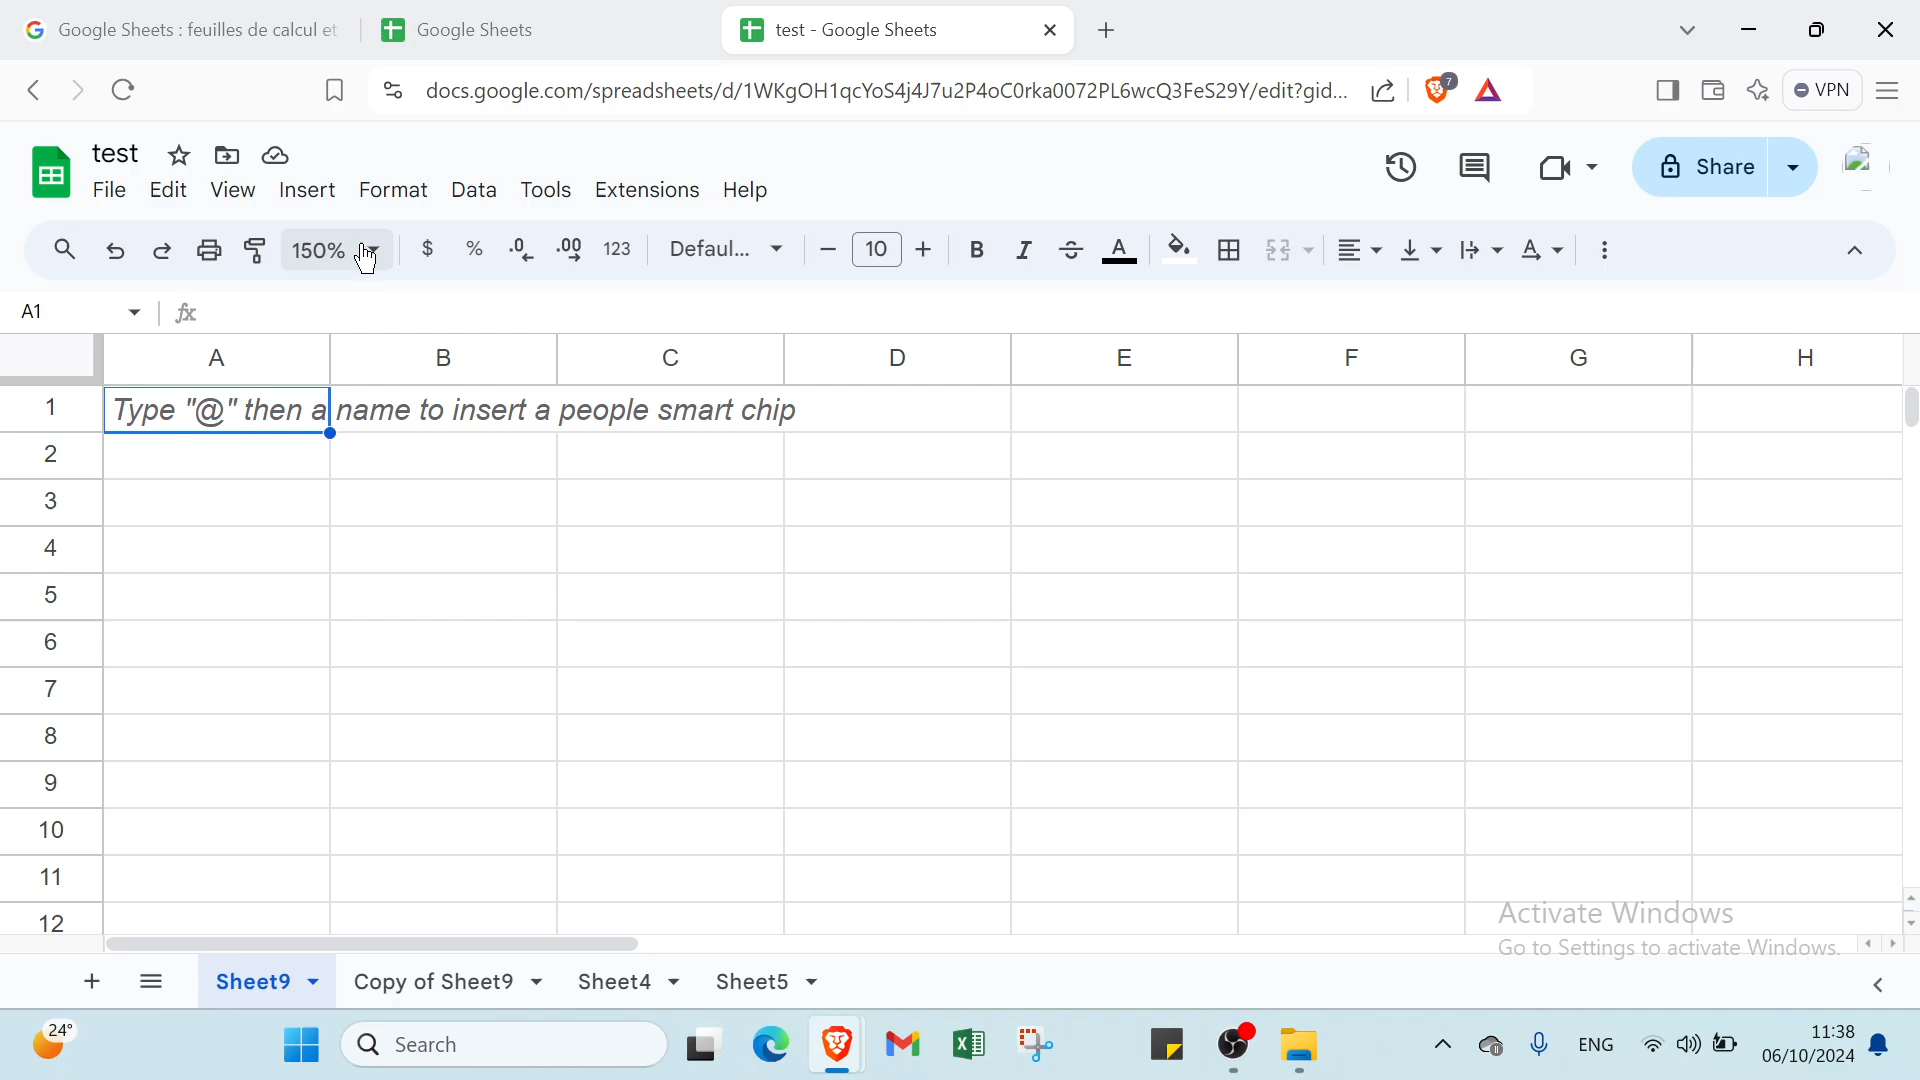 Google Sheets : feuilles de calcul et
Google Sheets
test - Google Sheets
docs.google.com/spreadsheets/d/1WKgOH1qcYoS4j4J7u2P4oC0rka0072PL6wcQ3FeS29Y/edit?gid...
7
VPN
test
File Edit View Insert Format Data Tools Extensions Help
Share
150% $ % .0 .00 123 Defaul... 10 B I S A A
A1 fx
A B C D E F G H
1 Type "@" then a name to insert a people smart chip
2
3
4
5
6
7
8
9
10
11
12
Activate Windows
Go to Settings to activate Windows.
Sheet9 Copy of Sheet9 Sheet4 Sheet5
24°
Search
ENG
11:38
06/10/2024